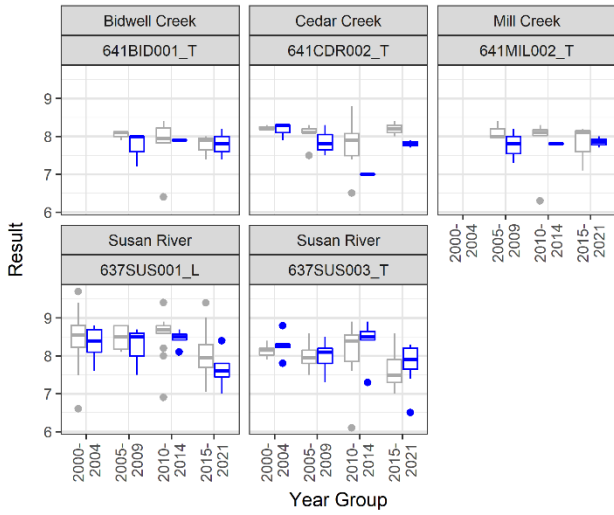 Bidwell Creek
Cedar Creek
Mill Creek
641BID001_T
641CDR002_T
641MIL002_T
9
8
7
6
2000-
2004
2005-
2009
2010-
2014
2015-
2021
Susan River
Susan River
637SUS001_L
637SUS003_T
9
8
7
6
2000-
2004
2005-
2009
2010-
2014
2015-
2021
2000-
2004
2005-
2009
2010-
2014
2015-
2021
Result
Year Group